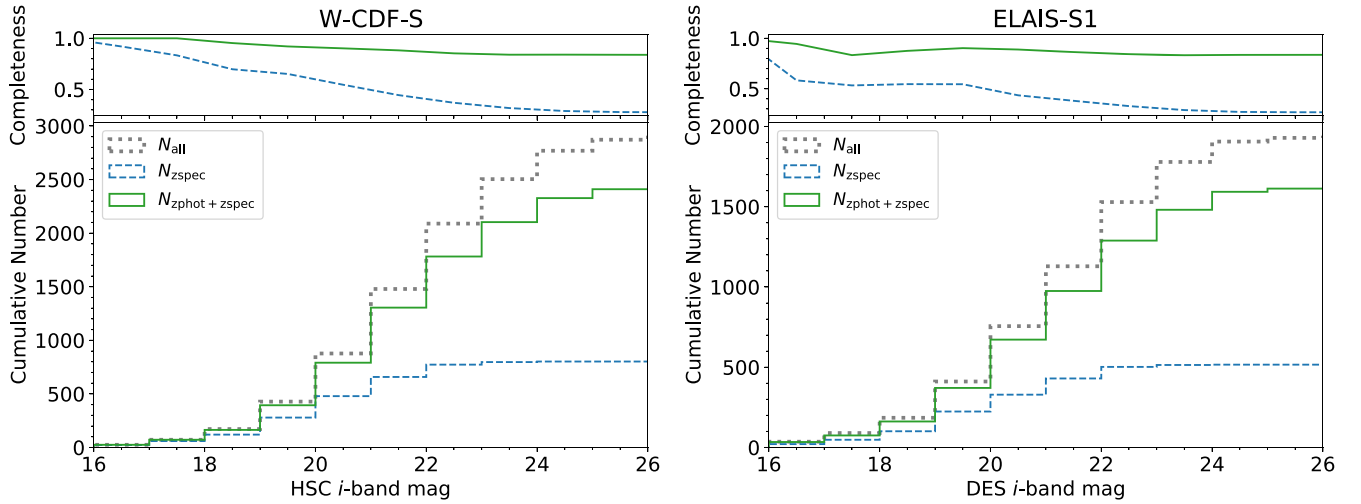 W-CDF-S
Completeness
1.0
0.5
Cumulative Number
3000
2500
2000
1500
1000
500
0
N_all
N_zspec
N_zphot + zspec
16 18 20 22 24 26
HSC i-band mag
ELAIS-S1
Completeness
1.0
0.5
Cumulative Number
2000
1500
1000
500
0
N_all
N_zspec
N_zphot + zspec
16 18 20 22 24 26
DES i-band mag